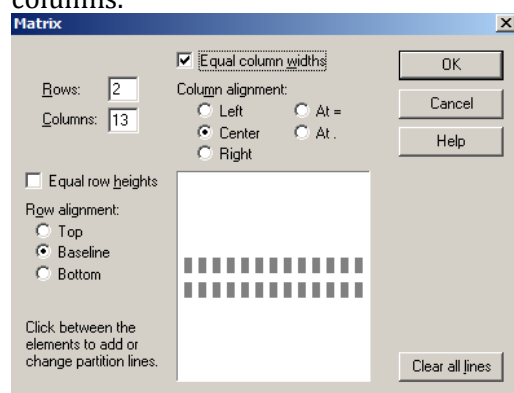 columns.
Matrix
Equal column widths
OK
Rows: 2
Column alignment:
Columns: 13
Left
At =
Cancel
Center
At .
Help
Right
Equal row heights
Row alignment:
Top
Baseline
Bottom
Click between the
elements to add or
change partition lines.
Clear all lines